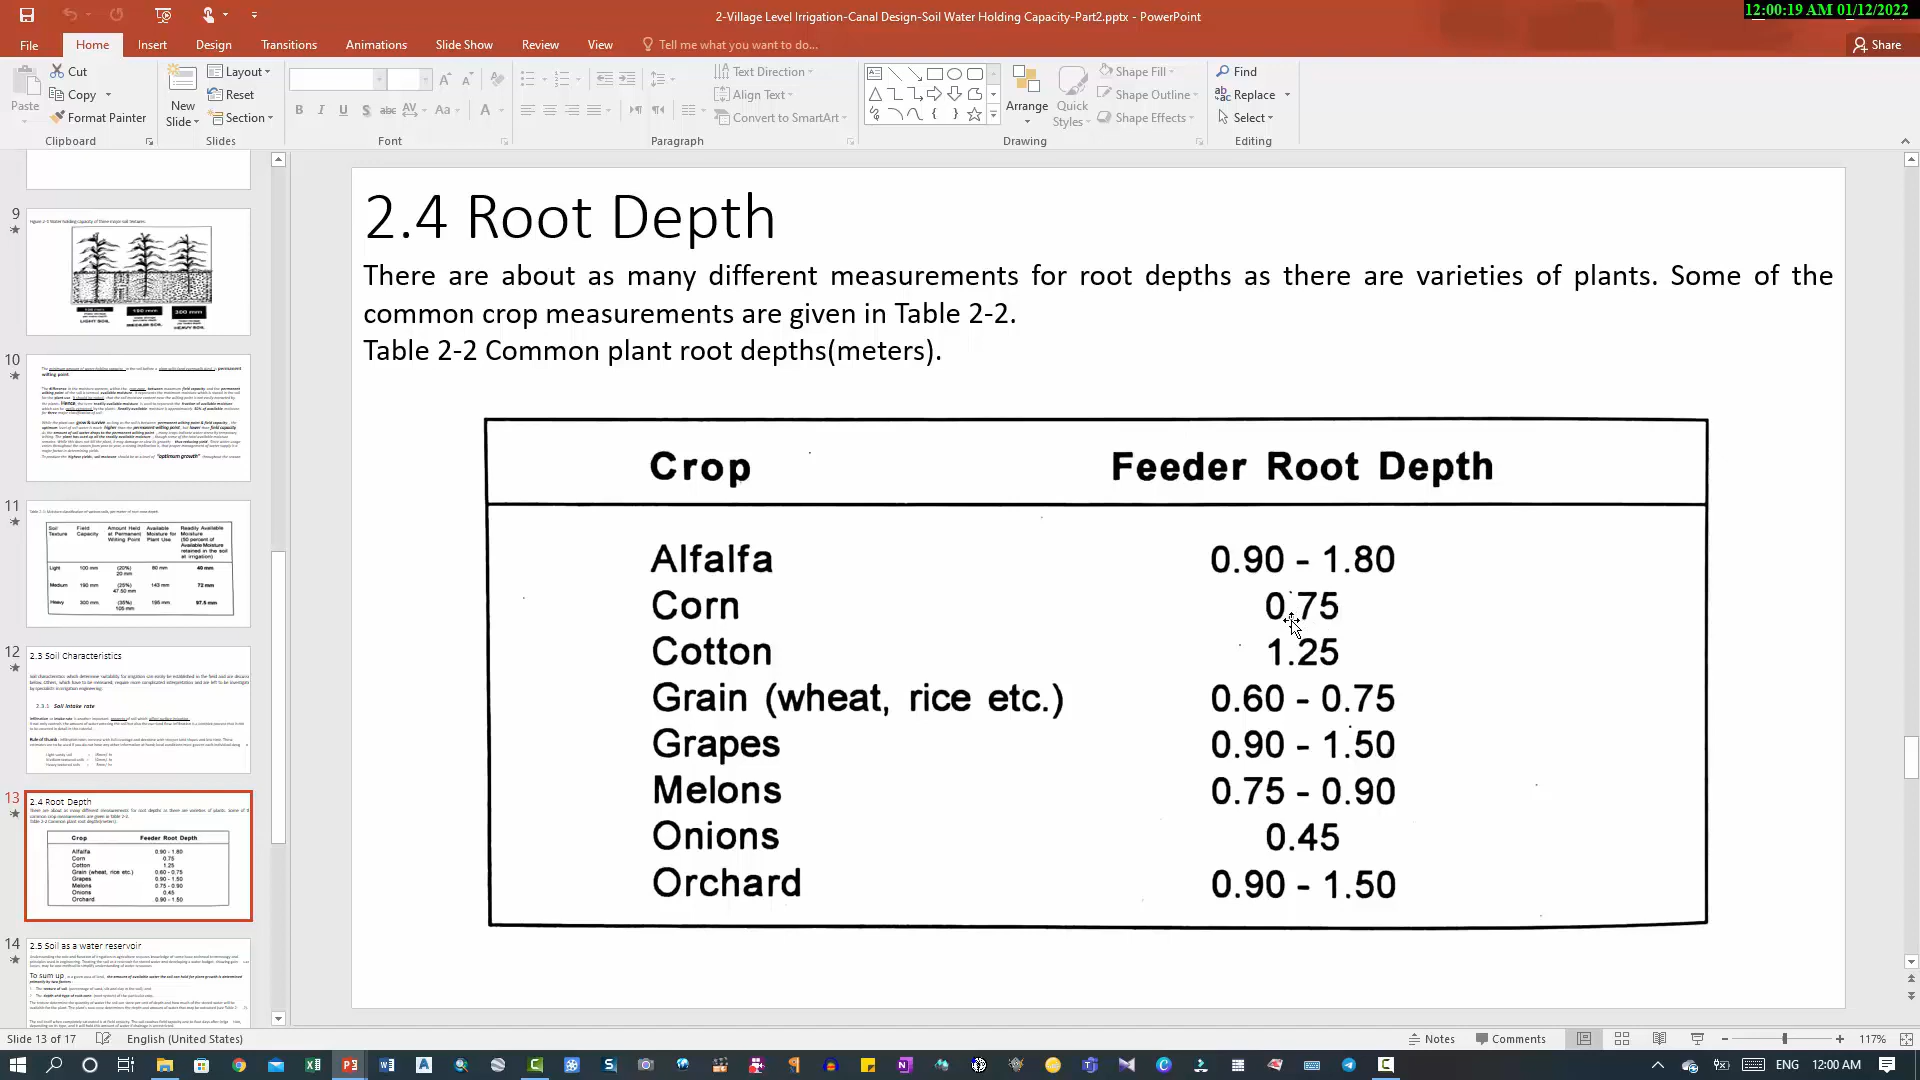 2-Village Level Irrigation-Canal Design-Soil Water Holding Capacity-Part2.pptx - PowerPoint
12:00:19 AM 01/12/2022
File Home Insert Design Transitions Animations Slide Show Review View Tell me what you want to do... Share
Paste
Cut
Copy
Format Painter
Clipboard
New Slide
Layout
Reset
Section
Slides
Font
Text Direction
Align Text
Convert to SmartArt
Paragraph
Arrange
Quick Styles
Shape Fill
Shape Outline
Shape Effects
Drawing
Find
Replace
Select
Editing
9
10
11
12
2.3 Soil Characteristics
2.3.1 Soil intake rate
13
2.4 Root Depth
14
2.5 Soil as a water reservoir
To sum up
2.4 Root Depth
There are about as many different measurements for root depths as there are varieties of plants. Some of the
common crop measurements are given in Table 2-2.
Table 2-2 Common plant root depths(meters).
Crop Feeder Root Depth
Alfalfa 0.90 - 1.80
Corn 0.75
Cotton 1.25
Grain (wheat, rice etc.) 0.60 - 0.75
Grapes 0.90 - 1.50
Melons 0.75 - 0.90
Onions 0.45
Orchard 0.90 - 1.50
Slide 13 of 17 English (United States) Notes Comments 117%
ENG 12:00 AM